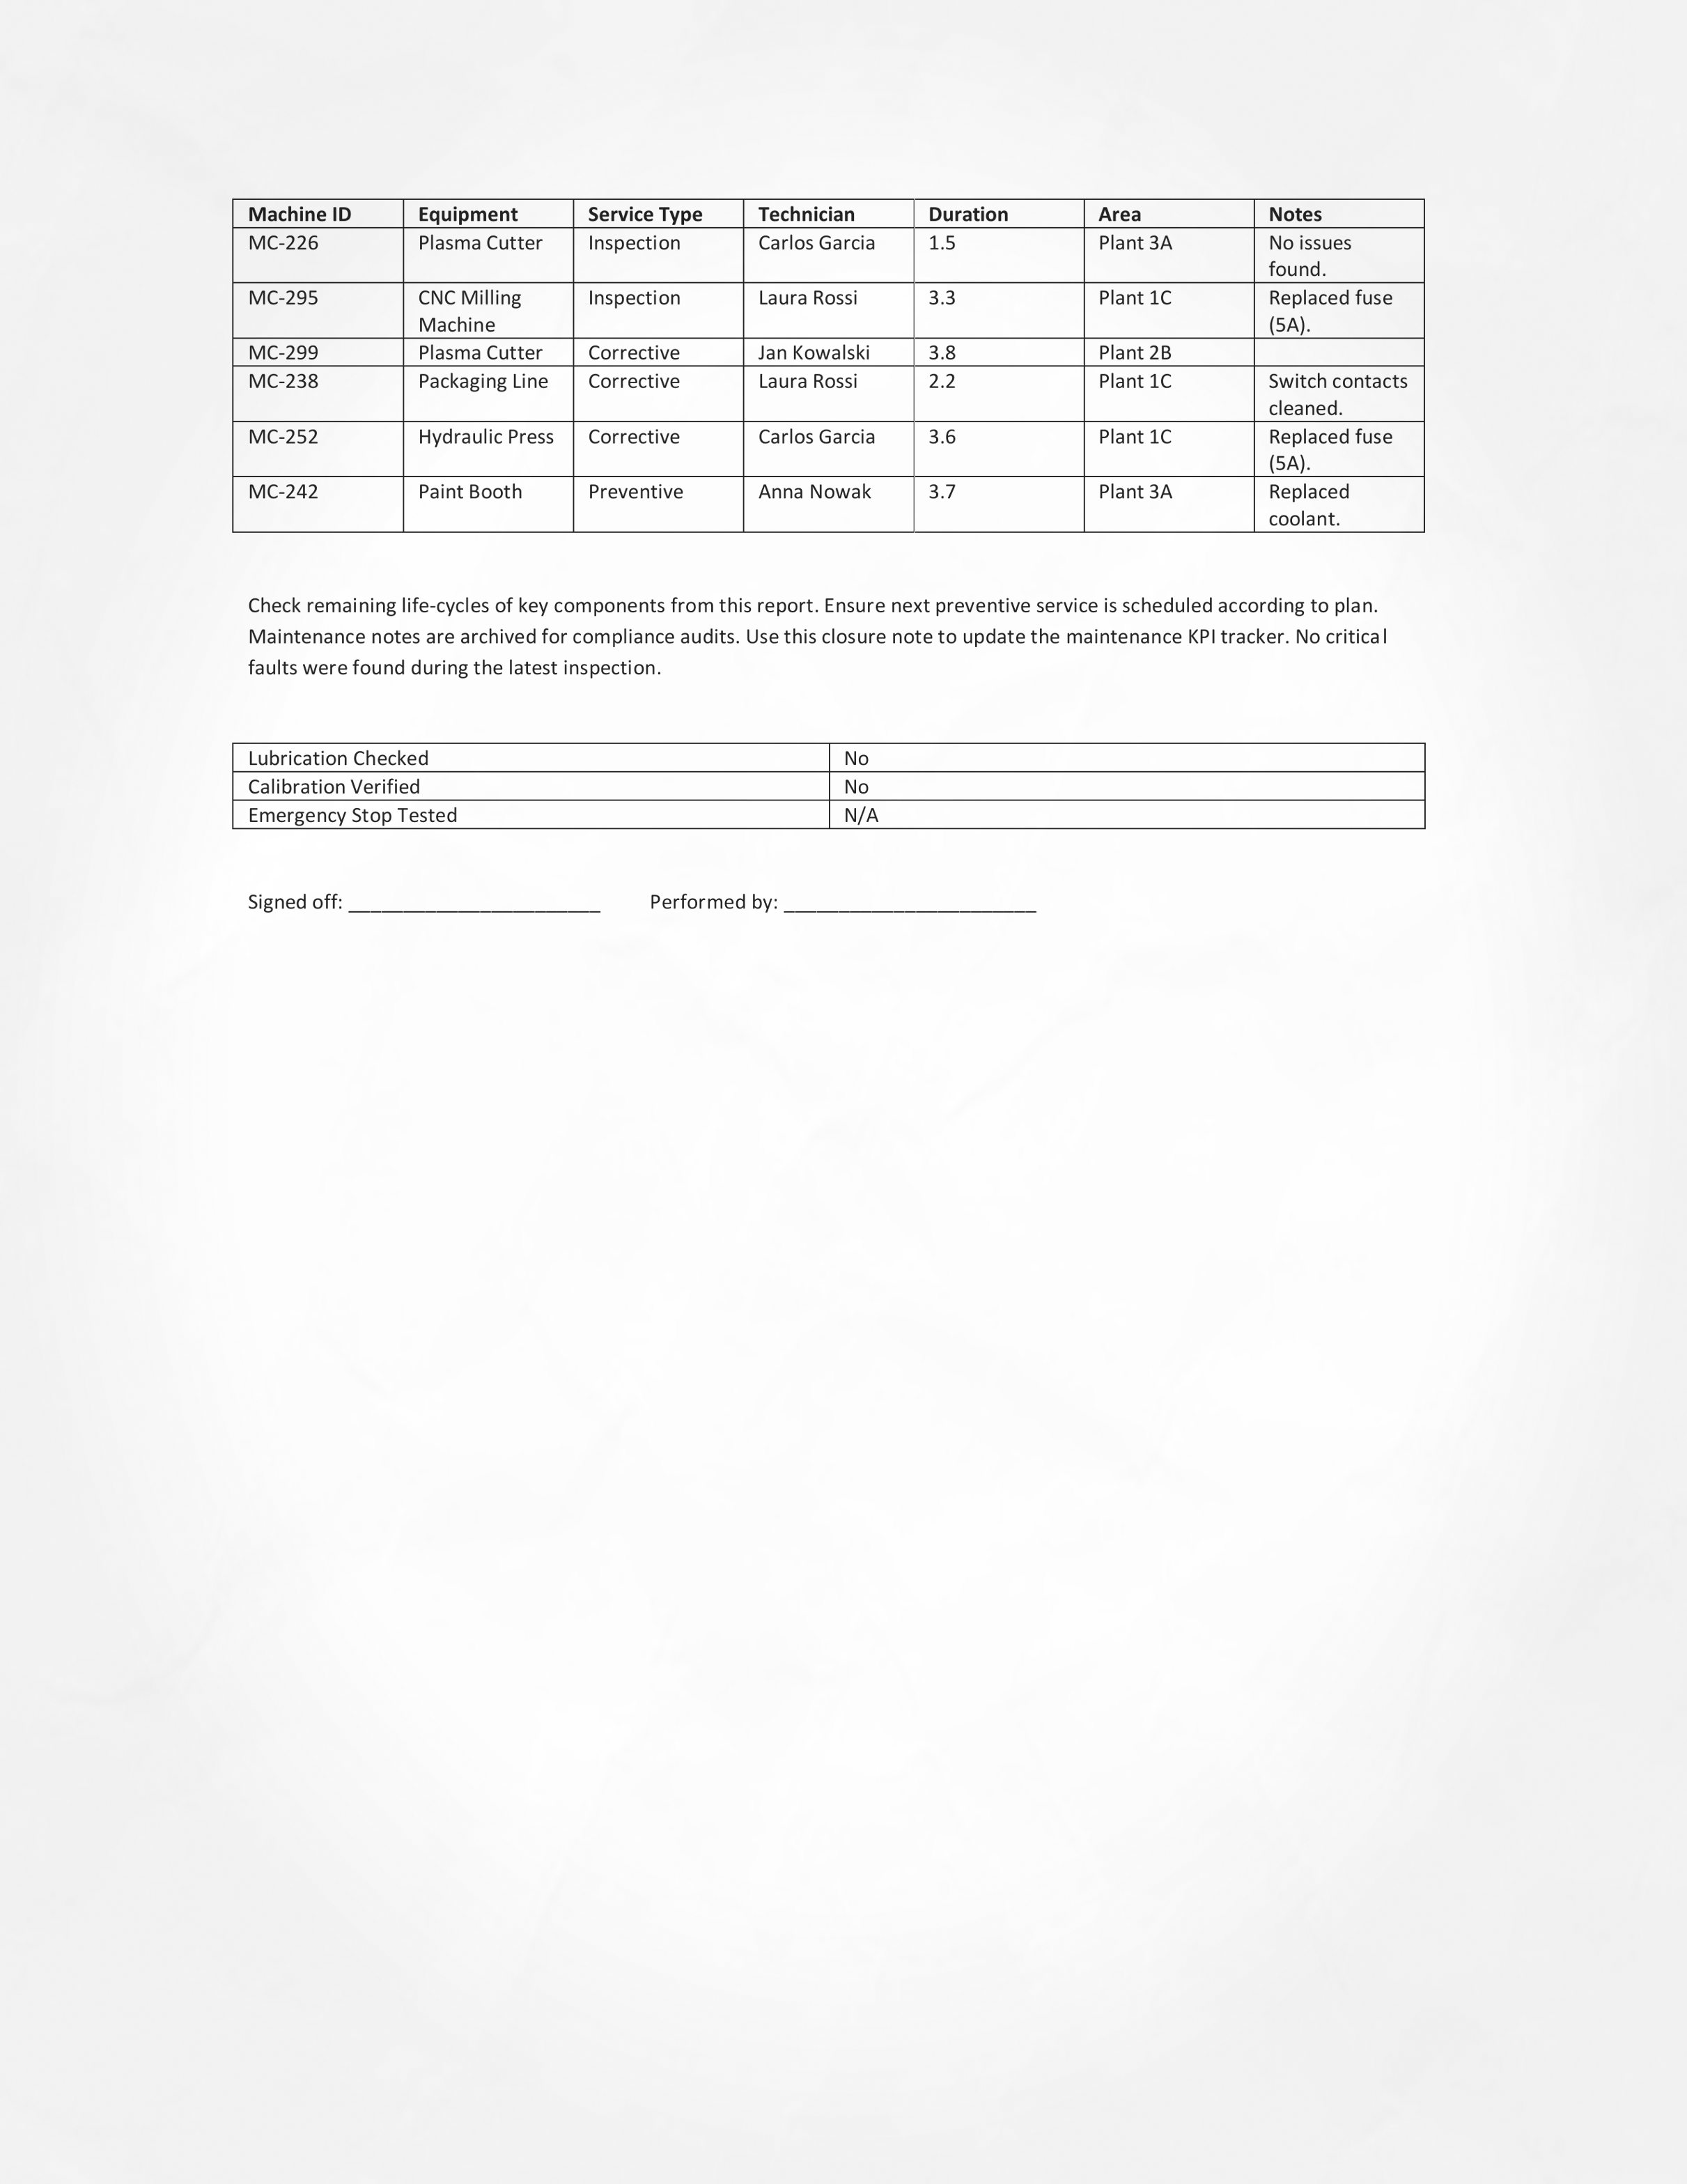 Machine ID Equipment Service Type Technician Duration Area Notes
MC-226 Plasma Cutter Inspection Carlos Garcia 1.5 Plant 3A No issues
found.
MC-295 CNC Milling Inspection Laura Rossi 3.3 Plant 1C Replaced fuse
Machine (5A).
MC-299 Plasma Cutter Corrective Jan Kowalski 3.8 Plant 2B
MC-238 Packaging Line Corrective Laura Rossi 2.2 Plant 1C Switch contacts
cleaned.
MC-252 Hydraulic Press Corrective Carlos Garcia 3.6 Plant 1C Replaced fuse
(5A).
MC-242 Paint Booth Preventive Anna Nowak 3.7 Plant 3A Replaced
coolant.
Check remaining life-cycles of key components from this report. Ensure next preventive service is scheduled according to plan.
Maintenance notes are archived for compliance audits. Use this closure note to update the maintenance KPI tracker. No critical
faults were found during the latest inspection.
Lubrication Checked No
Calibration Verified No
Emergency Stop Tested N/A
Signed off: _______________________ Performed by: _______________________